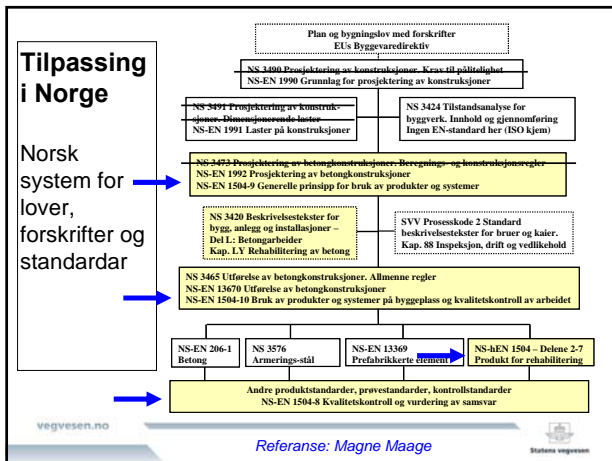 Tilpassing
i Norge
Norsk
system for
lover,
forskrifter og
standardar
Plan og bygningslov med forskrifter
EUs Byggevaredirektiv
NS 3490 Prosjektering av konstruksjoner. Krav til pålitelighet
NS-EN 1990 Grunnlag for prosjektering av konstruksjoner
NS 3491 Prosjektering av konstruk-
sjoner. Dimensjonerende laster
NS-EN 1991 Laster på konstruksjoner
NS 3424 Tilstandsanalyse for
byggverk. Innhold og gjennomføring
Ingen EN-standard her (ISO kjem)
NS 3473 Prosjektering av betongkonstruksjoner. Beregnings- og konstruksjonsregler
NS-EN 1992 Prosjektering av betongkonstruksjoner
NS-EN 1504-9 Generelle prinsipp for bruk av produkter og systemer
NS 3420 Beskrivelsestekster for
bygg, anlegg og installasjoner –
Del L: Betongarbeider
Kap. LY Rehabilitering av betong
SVV Prosesskode 2 Standard
beskrivelsestekster for bruer og kaier.
Kap. 88 Inspeksjon, drift og vedlikehold
NS 3465 Utførelse av betongkonstruksjoner. Allmenne regler
NS-EN 13670 Utførelse av betongkonstruksjoner
NS-EN 1504-10 Bruk av produkter og systemer på byggeplass og kvalitetskontroll av arbeidet
NS-EN 206-1
Betong
NS 3576
Armerings-stål
NS-EN 13369
Prefabrikkerte element
NS-hEN 1504 – Delene 2-7
Produkt for rehabilitering
Andre produktstandarder, prøvestandarder, kontrollstandarder
NS-EN 1504-8 Kvalitetskontroll og vurdering av samsvar
vegvesen.no
Referanse: Magne Maage
Statens vegvesen